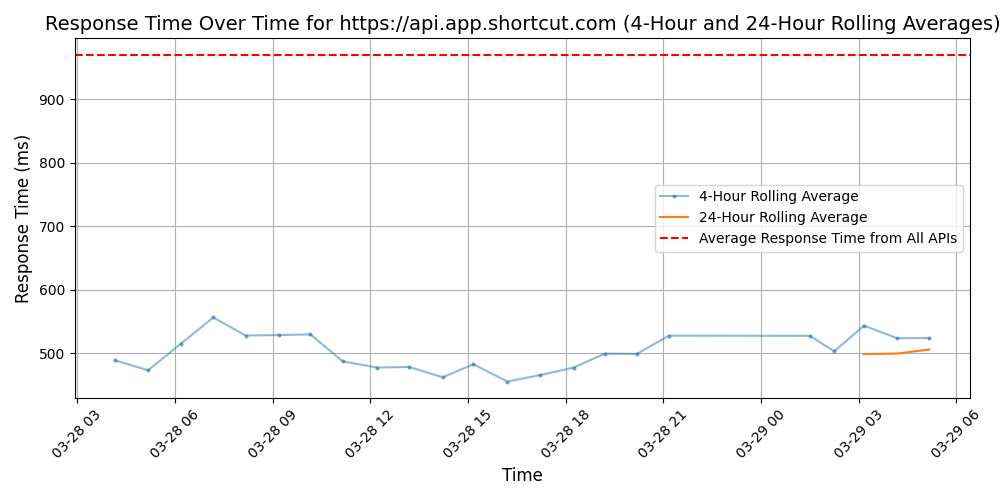 Response Time Over Time for https://api.app.shortcut.com (4-Hour and 24-Hour Rolling Averages)
Response Time (ms)
900
800
700
600
500
4-Hour Rolling Average
24-Hour Rolling Average
Average Response Time from All APIs
03-28 03
03-28 06
03-28 09
03-28 12
03-28 15
03-28 18
03-28 21
03-29 00
03-29 03
03-29 06
Time